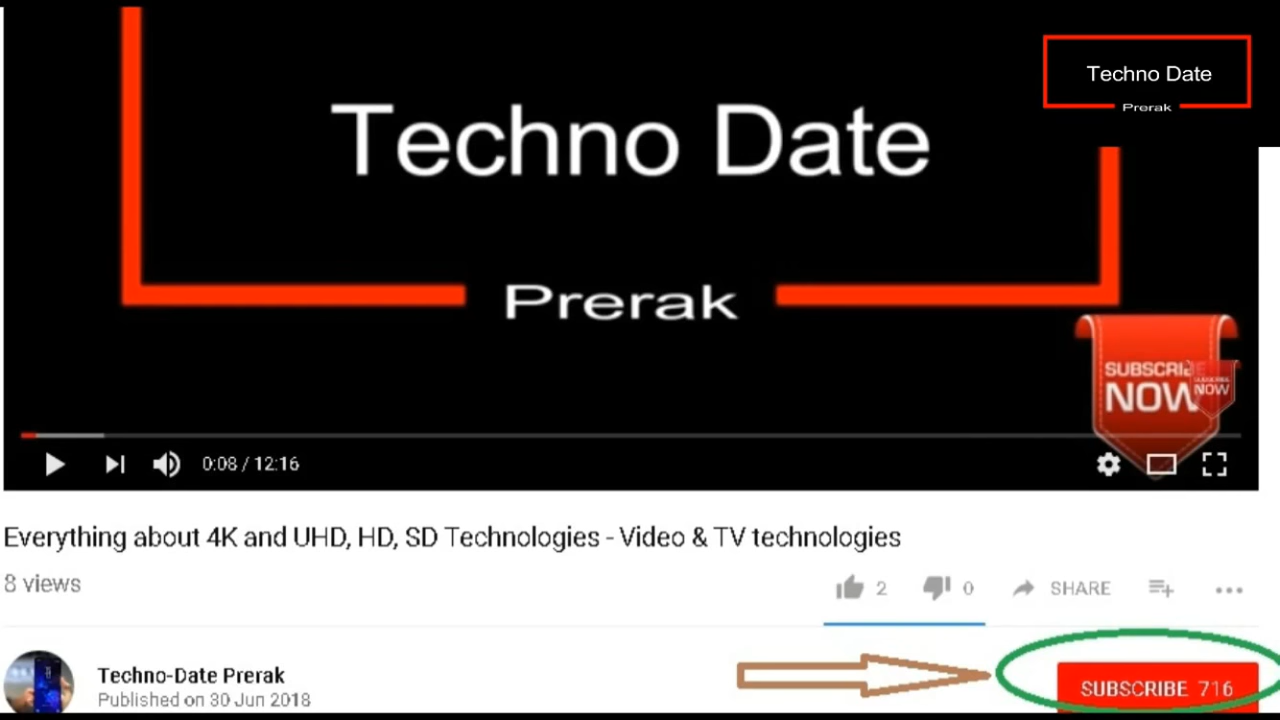 Techno Date
Prerak
Techno Date
Prerak
SUBSCRIBE
NOW
SUBSCRIBE
NOW
0:08 / 12:16
Everything about 4K and UHD, HD, SD Technologies - Video & TV technologies
8 views
2 0 SHARE
Techno-Date Prerak
Published on 30 Jun 2018
SUBSCRIBE 716